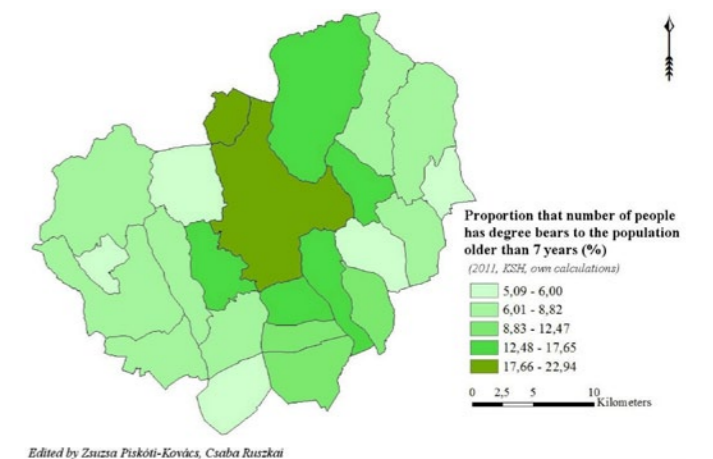 Proportion that number of people
has degree bears to the population
older than 7 years (%)
(2011, KSH, own calculations)
5,09 - 6,00
6,01 - 8,82
8,83 - 12,47
12,48 - 17,65
17,66 - 22,94
0 2,5 5 10
Kilometers
Edited by Zsuzsa Piskóti-Kovács, Csaba Ruszkai